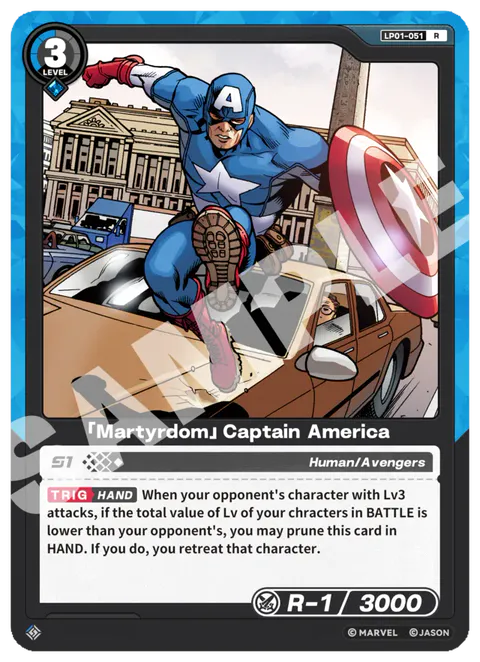 3
LEVEL
LP01-051 R
A
SAMPLE
「Martyrdom」 Captain America
S1
Human/Avengers
TRIG HAND When your opponent's character with Lv3
attacks, if the total value of Lv of your chracters in BATTLE is
lower than your opponent's, you may prune this card in
HAND. If you do, you retreat that character.
R-1 / 3000
© MARVEL © JASON